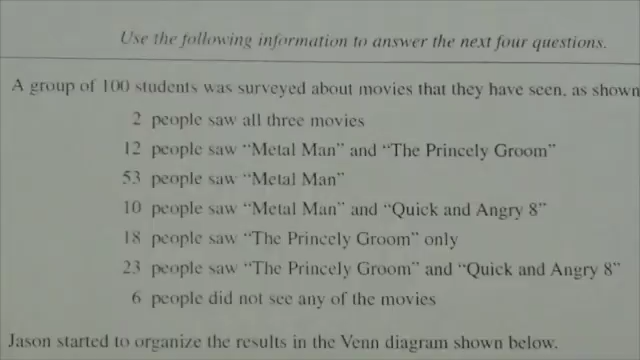 Use the following information to answer the next four questions.
A group of 100 students was surveyed about movies that they have seen, as shown
2 people saw all three movies
12 people saw “Metal Man” and “The Princely Groom”
53 people saw “Metal Man”
10 people saw “Metal Man” and “Quick and Angry 8”
18 people saw “The Princely Groom” only
23 people saw “The Princely Groom” and “Quick and Angry 8”
6 people did not see any of the movies
Jason started to organize the results in the Venn diagram shown below.